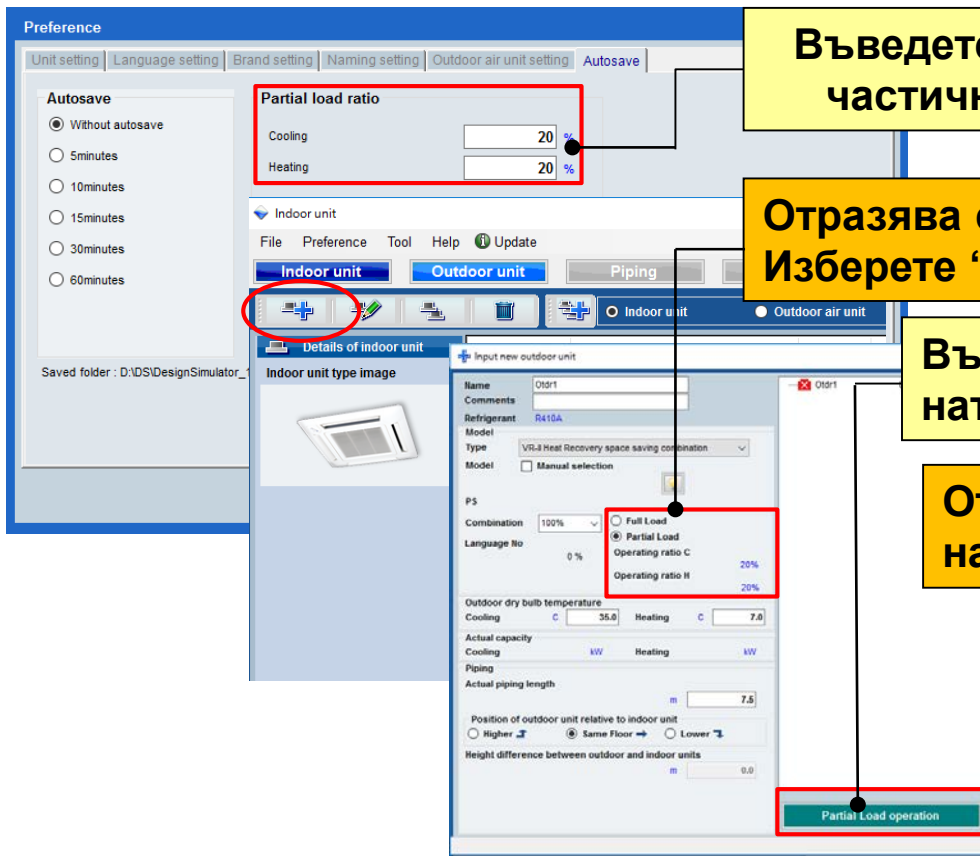 Preference
Unit setting Language setting Brand setting Naming setting Outdoor air unit setting Autosave
Autosave
Without autosave
5minutes
10minutes
15minutes
30minutes
60minutes
Saved folder : D:\DS\DesignSimulator_
Partial load ratio
Cooling 20 %
Heating 20 %
Indoor unit
File Preference Tool Help Update
Indoor unit Outdoor unit Piping
Indoor unit Outdoor air unit
Details of indoor unit
Indoor unit type image
Input new outdoor unit
Name Otdr1
Comments
Refrigerant R410A
Model
Type VR-II Heat Recovery space saving combination
Model Manual selection
PS
Combination 100%
Language No
0 %
Full Load
Partial Load
Operating ratio C
20%
Operating ratio H
20%
Outdoor dry bulb temperature
Cooling C 35.0 Heating C 7.0
Actual capacity
Cooling kW Heating kW
Piping
Actual piping length
m 7.5
Position of outdoor unit relative to indoor unit
Higher Same Floor Lower
Height difference between outdoor and indoor units
m 0.0
Otdr1
Partial Load operation
Въведете
частичн
Отразява
Изберете "
Въ
нат
От
на